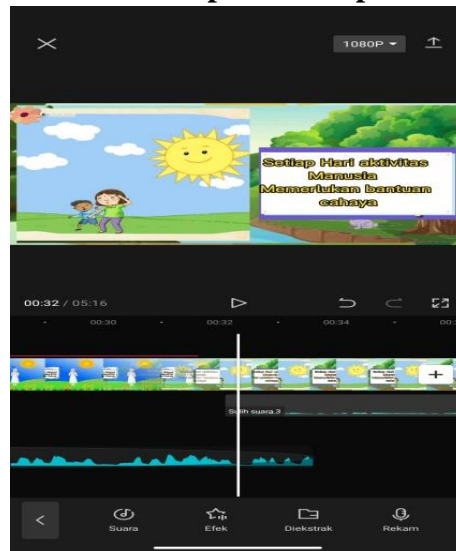 1080P
Setiap Hari aktivitas
Manusia
Memerlukan bantuan
cahaya
00:32 / 05:16
00:30
00:32
00:34
00:
Sulih suara 3
Suara
Efek
Diekstrak
Rekam